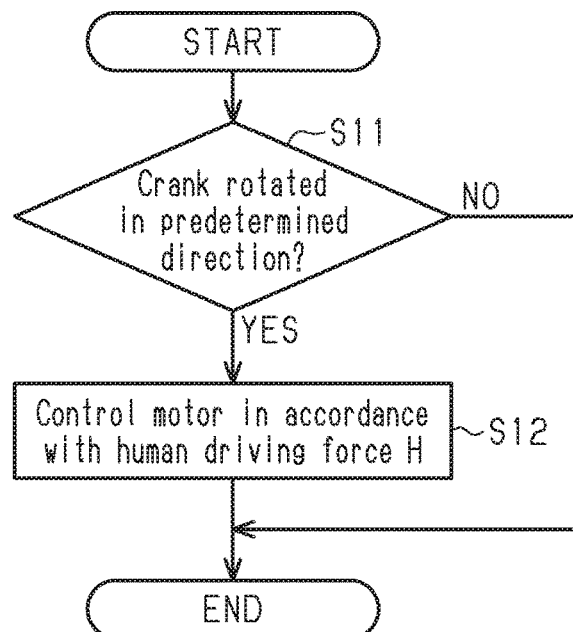 START
S11
Crank rotated
in predetermined
direction?
NO
YES
Control motor in accordance
with human driving force H
S12
END